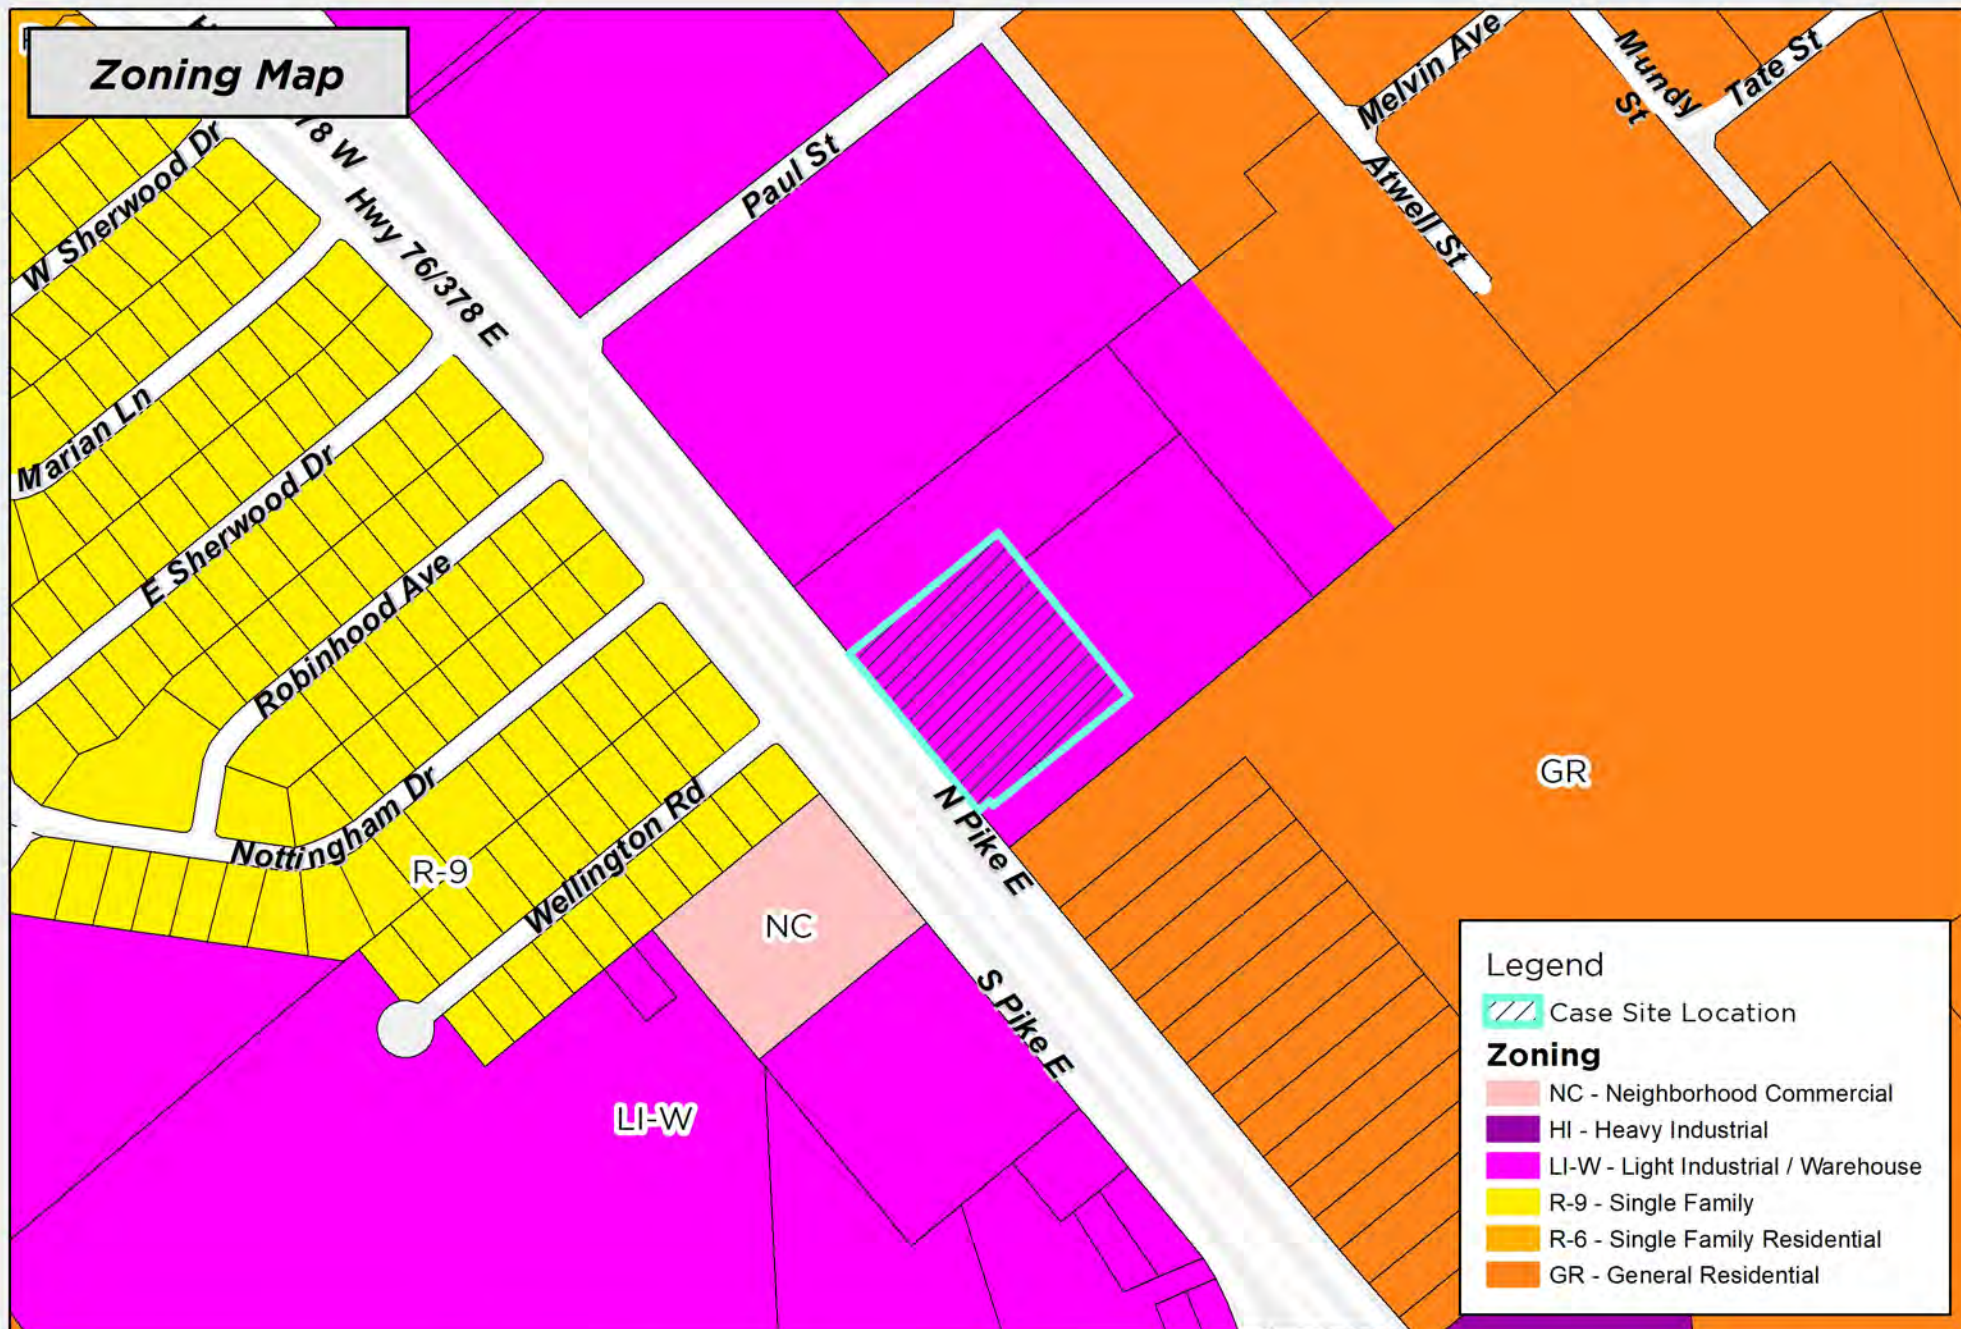 Zoning Map
78 W
Hwy 76/378 E
W Sherwood Dr
Marian Ln
E Sherwood Dr
Robinhood Ave
Nottingham Dr
Wellington Rd
Paul St
Melvin Ave
Atwell St
Mundy
St
Tate St
N Pike E
S Pike E
R-9
NC
LI-W
GR
Legend
Case Site Location
Zoning
NC - Neighborhood Commercial
HI - Heavy Industrial
LI-W - Light Industrial / Warehouse
R-9 - Single Family
R-6 - Single Family Residential
GR - General Residential